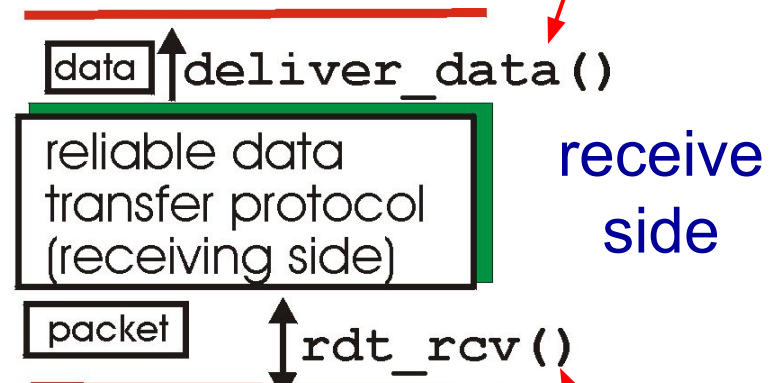 data deliver_data()
reliable data
transfer protocol
(receiving side)
receive
side
packet rdt_rcv()